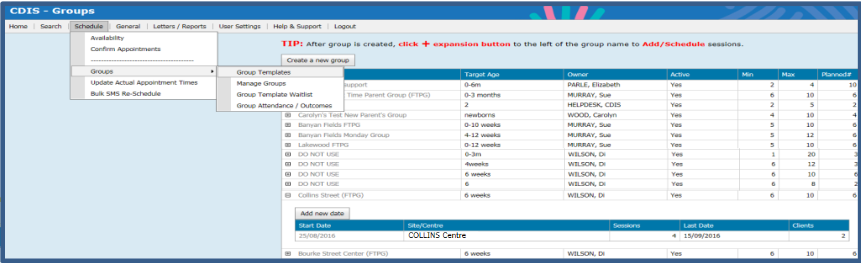 CDIS - Groups
Home | Search | Schedule | General | Letters / Reports | User Settings | Help & Support | Logout
Availability
Confirm Appointments
----------------------------------------
Groups
Update Actual Appointment Times
Bulk SMS Re-Schedule
Group Templates
Manage Groups
Group Template Waitlist
Group Attendance / Outcomes
TIP: After group is created, click + expansion button to the left of the group name to Add/Schedule sessions.
Create a new group
Target Age Owner Active Min Max Planned#
upport 0-6m PARLE, Elizabeth Yes 2 4 10
Time Parent Group (FTPG) 0-3 months MURRAY, Sue Yes 6 10 6
2 HELPDESK, CDIS Yes 2 5 2
Carolyn's Test New Parent's Group newborns WOOD, Carolyn Yes 4 10 4
Banyan Fields FTPG 0-10 weeks MURRAY, Sue Yes 5 10 6
Banyan Fields Monday Group 4-12 weeks MURRAY, Sue Yes 5 12 6
Lakewood FTPG 0-12 weeks MURRAY, Sue Yes 5 10 6
DO NOT USE 0-3m WILSON, Di Yes 1 20 3
DO NOT USE 4weeks WILSON, Di Yes 6 12 3
DO NOT USE 6 weeks WILSON, Di Yes 6 10 6
DO NOT USE 6 WILSON, Di Yes 6 8 2
Collins Street (FTPG) 6 weeks WILSON, Di Yes 6 10 6
Add new date
Start Date Site/Centre Sessions Last Date Clients
25/08/2016 COLLINS Centre 4 15/09/2016 2
Bourke Street Center (FTPG) 6 weeks WILSON, Di Yes 6 10 6